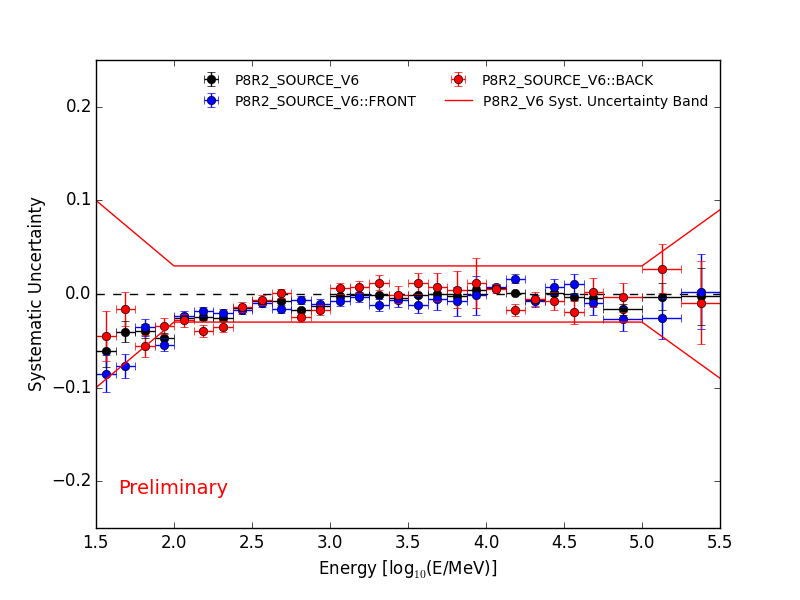 P8R2_SOURCE_V6
P8R2_SOURCE_V6::FRONT
P8R2_SOURCE_V6::BACK
P8R2_V6 Syst. Uncertainty Band
Systematic Uncertainty
0.2
0.1
0.0
−0.1
−0.2
Preliminary
1.5 2.0 2.5 3.0 3.5 4.0 4.5 5.0 5.5
Energy [log₁₀(E/MeV)]